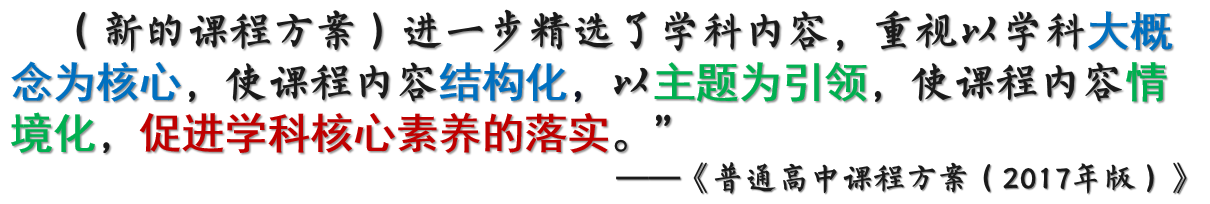 （新的课程方案）进一步精选了学科内容，重视以学科大概
念为核心，使课程内容结构化，以主题为引领，使课程内容情
境化，促进学科核心素养的落实。”
——《普通高中课程方案（2017年版）》